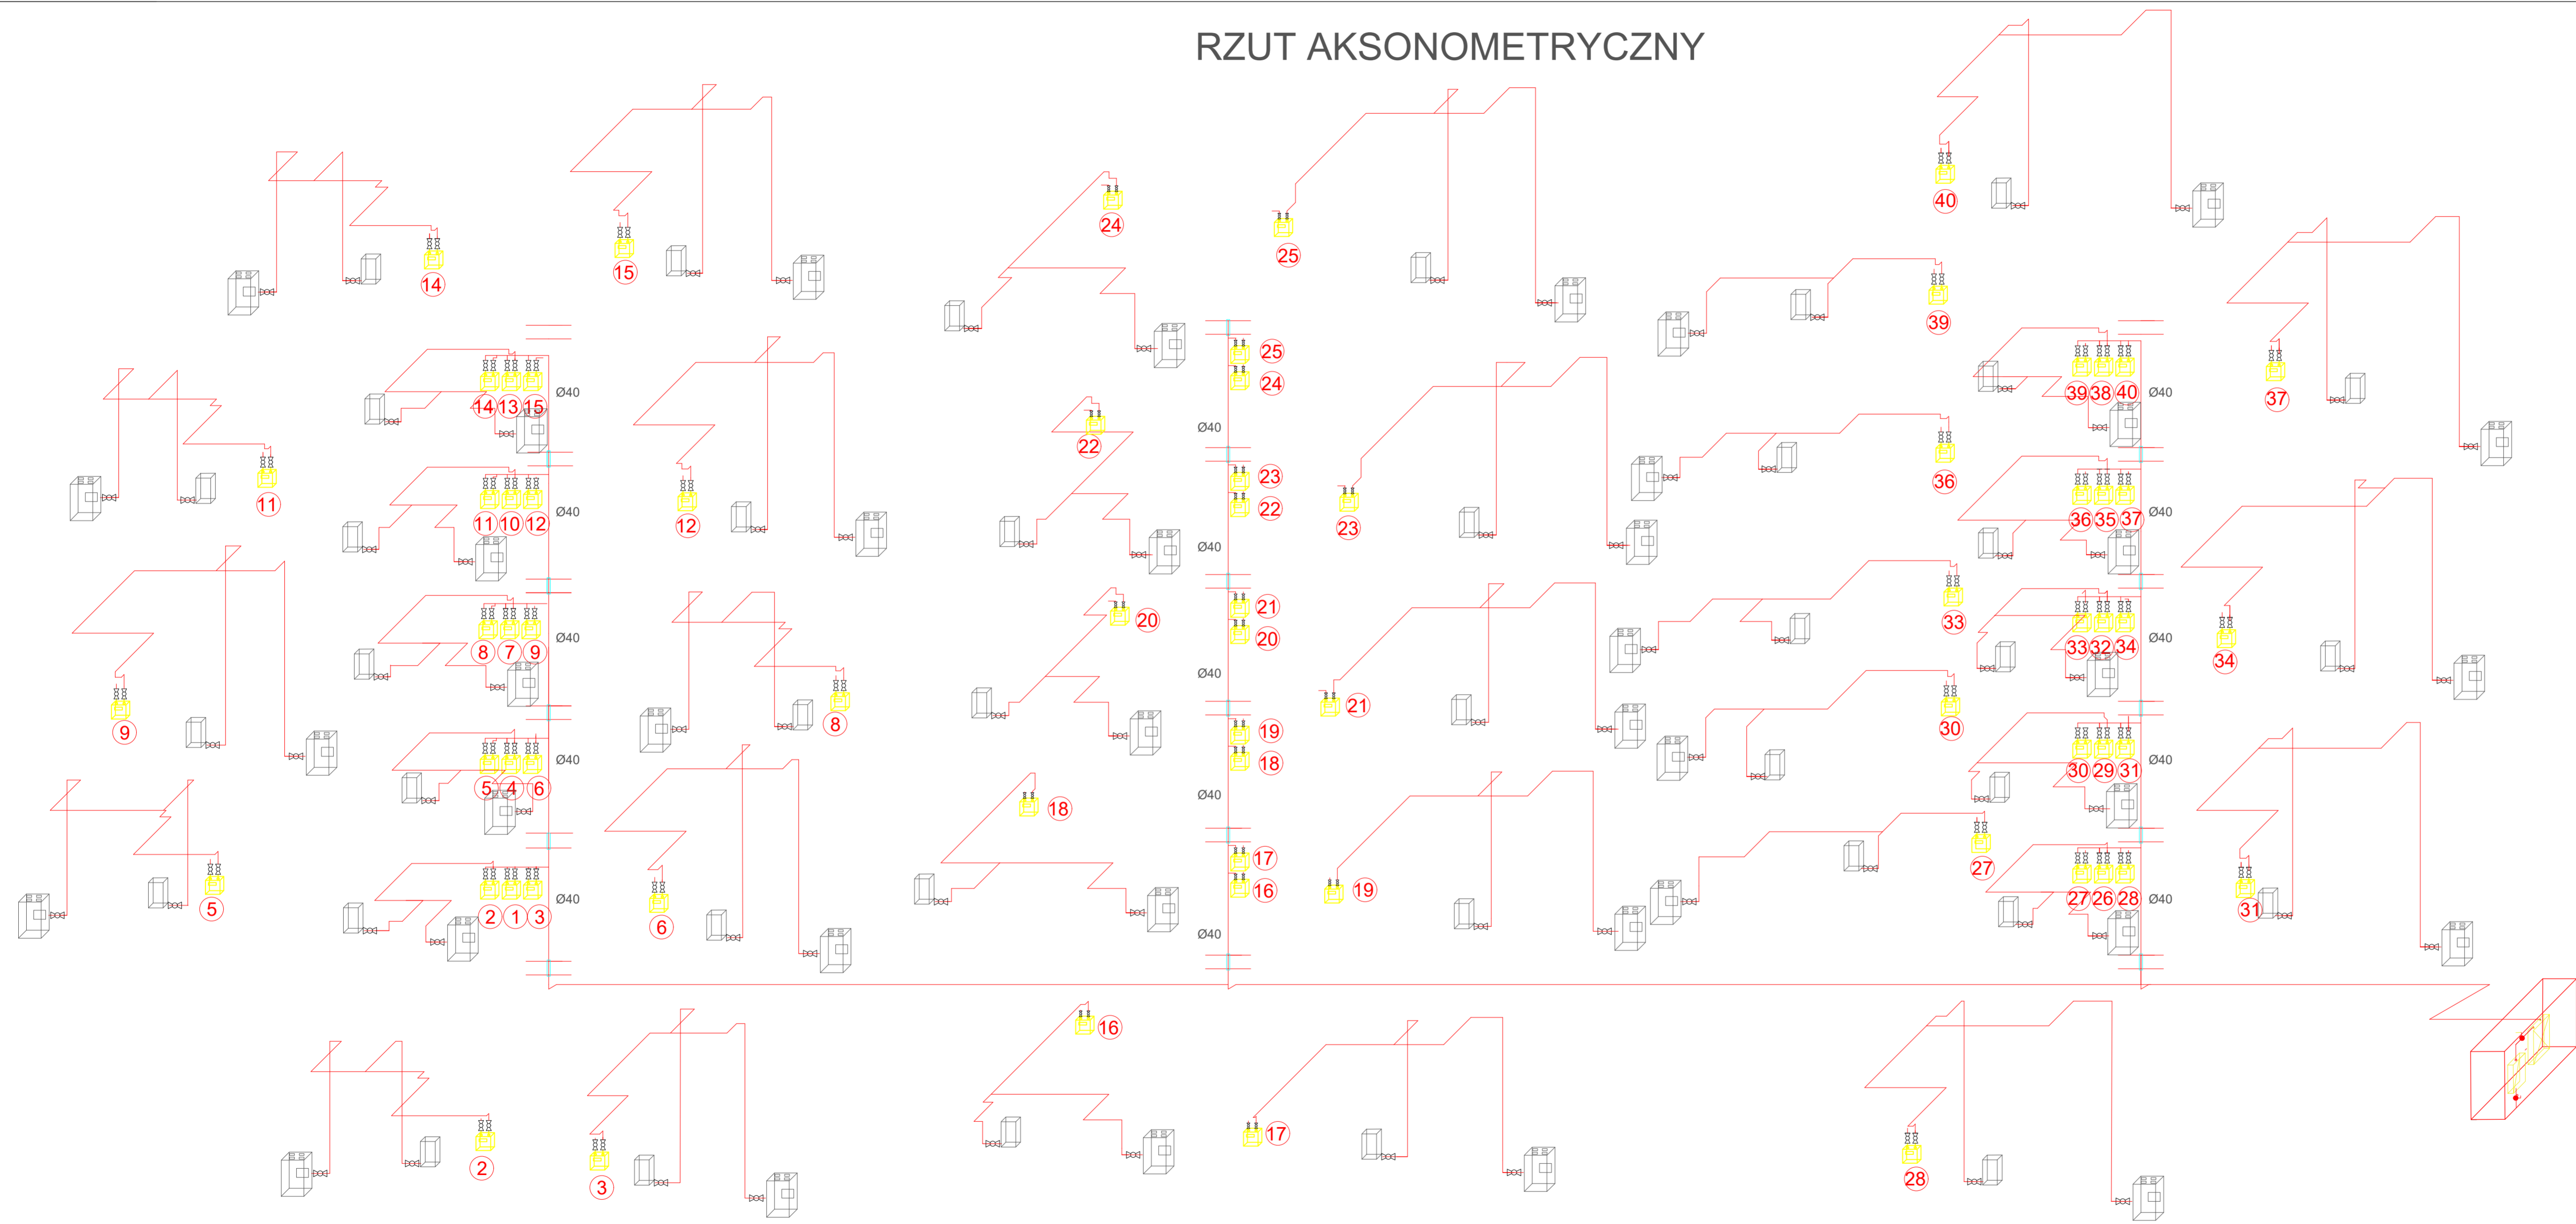 RZUT AKSONOMETRYCZNY
40
24
25
15
14
39
25
24
14 13 15
Ø40
39 38 40
Ø40
37
Ø40
22
23
22
36
11
11 10 12
Ø40
12
23
36 35 37
Ø40
Ø40
21
20
20
33
Ø40
8 7 9
33 32 34
Ø40
34
Ø40
21
8
9
19
18
30
Ø40
Ø40
30 29 31
5 4 6
Ø40
18
17
16
27
19
2 1 3
Ø40
27 26 28
Ø40
5
31
6
Ø40
16
17
2
3
28